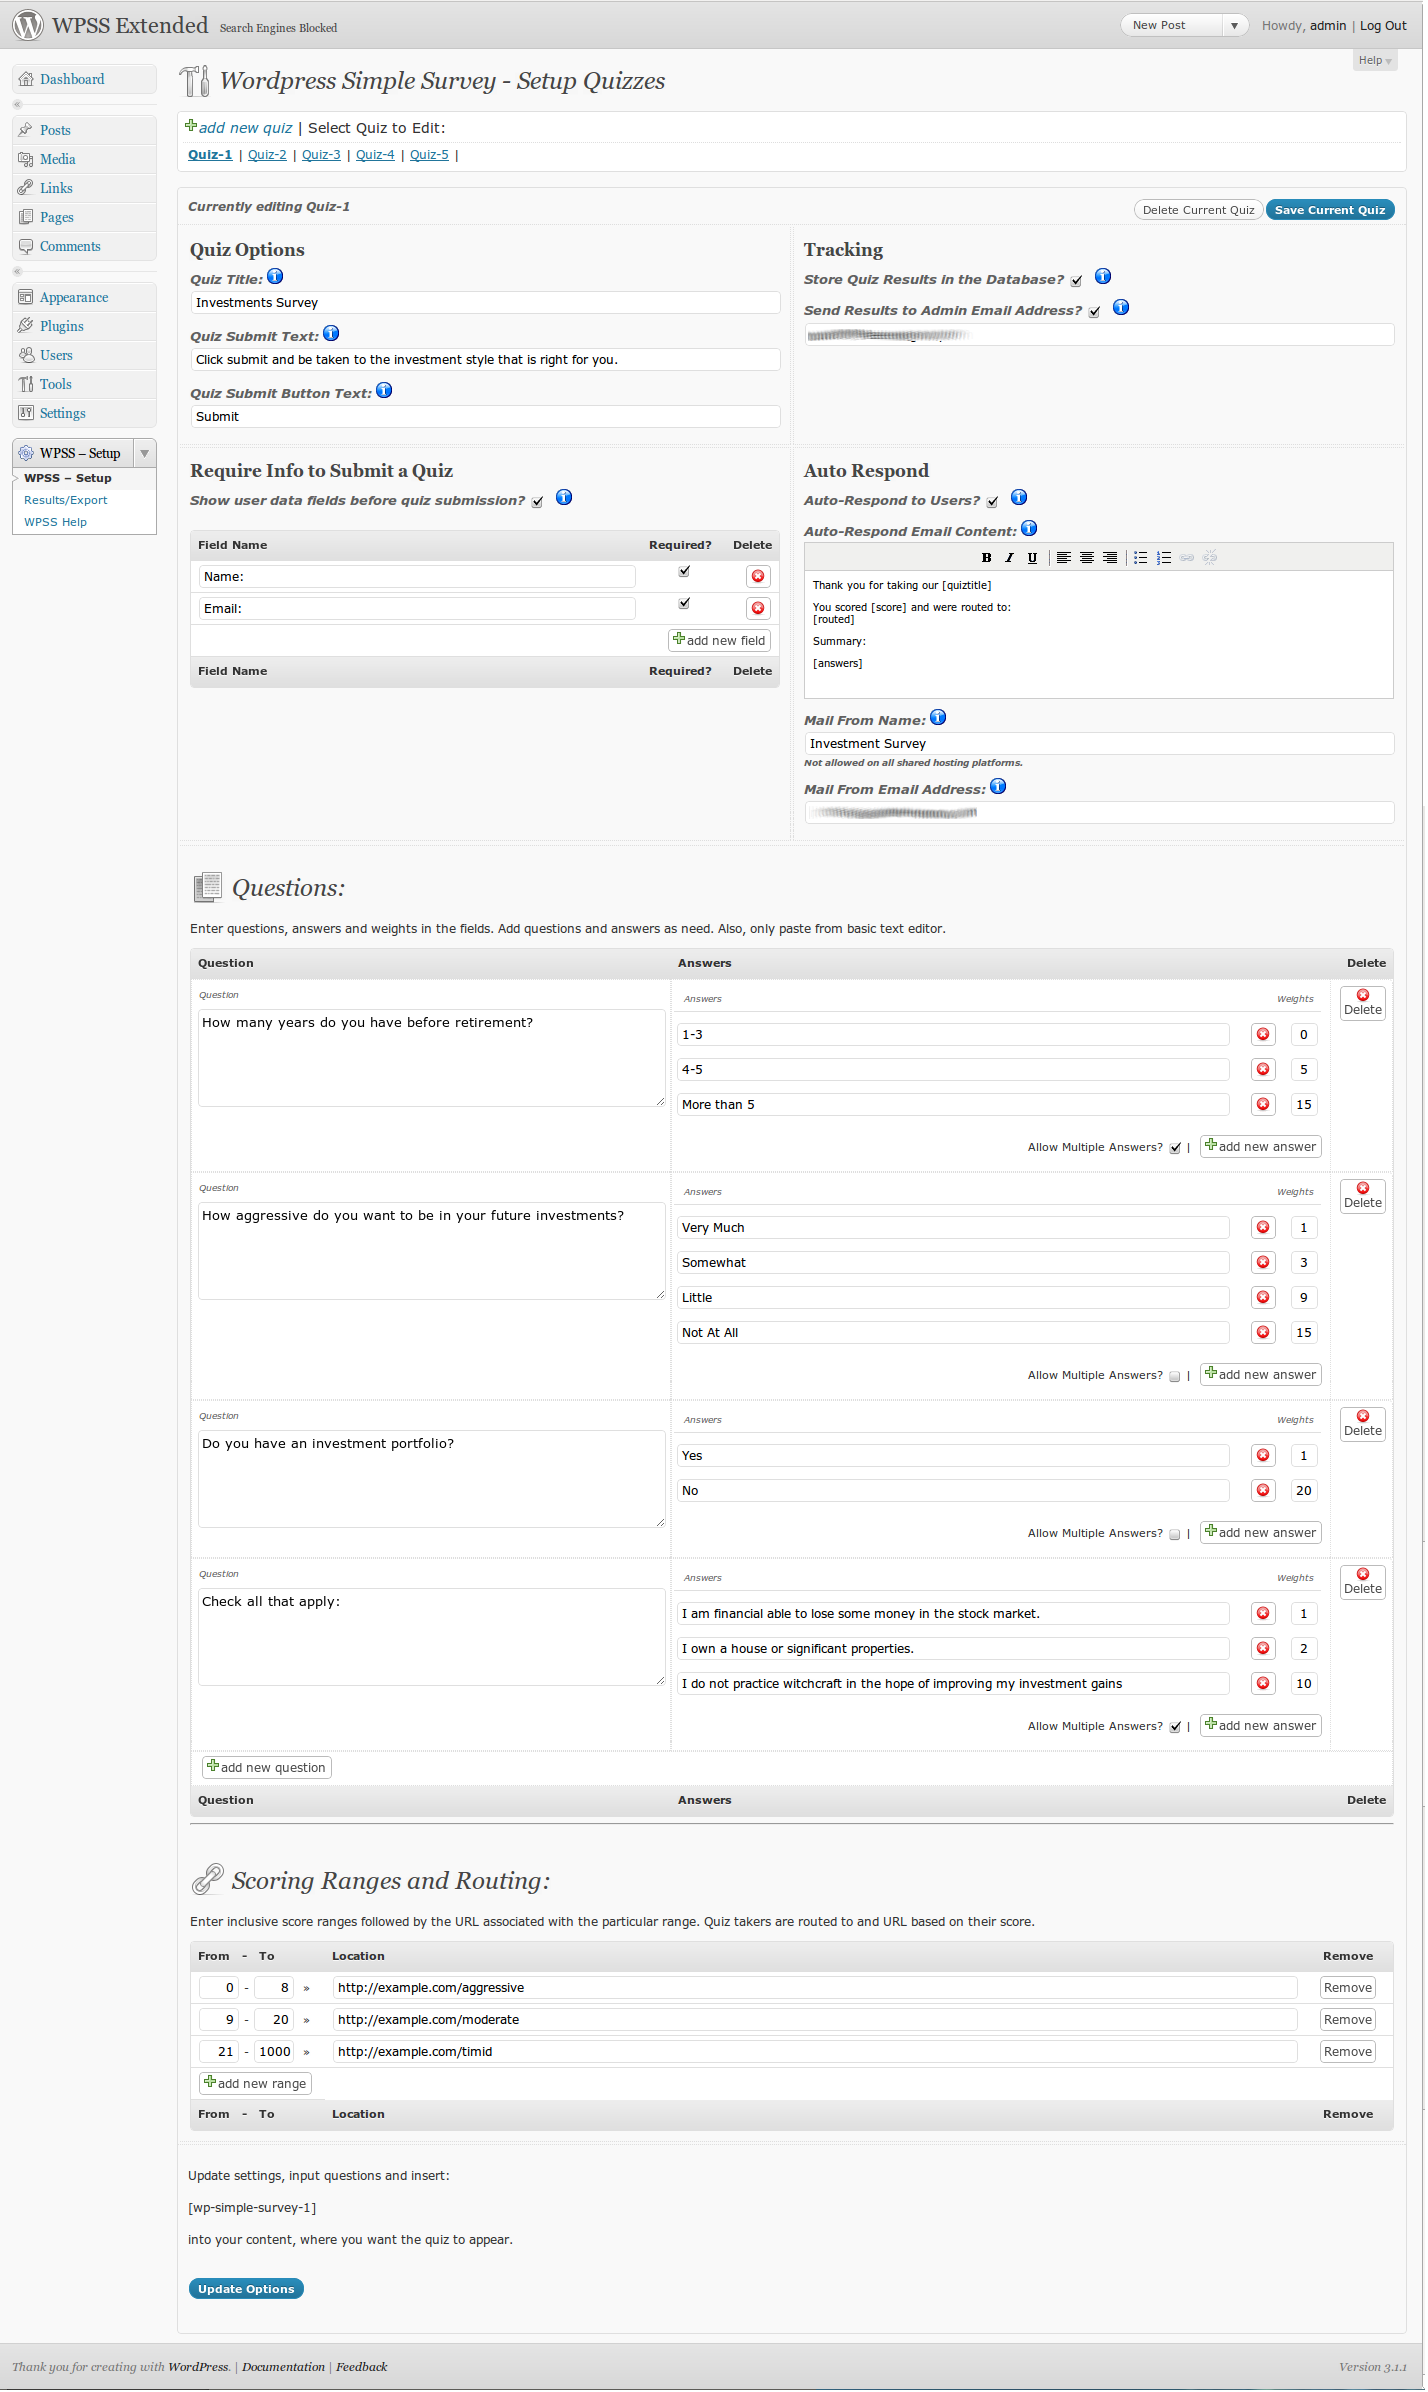 WPSS Extended Search Engines Blocked New Post Howdy, admin | Log Out
Help
Dashboard
Posts
Media
Links
Pages
Comments
Appearance
Plugins
Users
Tools
Settings
WPSS – Setup
WPSS – Setup
Results/Export
WPSS Help
Wordpress Simple Survey - Setup Quizzes
add new quiz | Select Quiz to Edit:
Quiz-1 | Quiz-2 | Quiz-3 | Quiz-4 | Quiz-5 |
Currently editing Quiz-1 Delete Current Quiz Save Current Quiz
Quiz Options
Quiz Title:
Investments Survey
Quiz Submit Text:
Click submit and be taken to the investment style that is right for you.
Quiz Submit Button Text:
Submit
Tracking
Store Quiz Results in the Database?
Send Results to Admin Email Address?
Require Info to Submit a Quiz
Show user data fields before quiz submission?
Field Name Required? Delete
Name:
Email:
add new field
Field Name Required? Delete
Auto Respond
Auto-Respond to Users?
Auto-Respond Email Content:
B I U
Thank you for taking our [quiztitle]
You scored [score] and were routed to:
[routed]
Summary:
[answers]
Mail From Name:
Investment Survey
Not allowed on all shared hosting platforms.
Mail From Email Address:
Questions:
Enter questions, answers and weights in the fields. Add questions and answers as need. Also, only paste from basic text editor.
Question Answers Delete
Question Answers Weights Delete
How many years do you have before retirement?
1-3 0
4-5 5
More than 5 15
Allow Multiple Answers? | add new answer
Question Answers Weights Delete
How aggressive do you want to be in your future investments?
Very Much 1
Somewhat 3
Little 9
Not At All 15
Allow Multiple Answers? | add new answer
Question Answers Weights Delete
Do you have an investment portfolio?
Yes 1
No 20
Allow Multiple Answers? | add new answer
Question Answers Weights Delete
Check all that apply:
I am financial able to lose some money in the stock market. 1
I own a house or significant properties. 2
I do not practice witchcraft in the hope of improving my investment gains 10
Allow Multiple Answers? | add new answer
add new question
Question Answers Delete
Scoring Ranges and Routing:
Enter inclusive score ranges followed by the URL associated with the particular range. Quiz takers are routed to and URL based on their score.
From - To Location Remove
0 - 8 » http://example.com/aggressive Remove
9 - 20 » http://example.com/moderate Remove
21 - 1000 » http://example.com/timid Remove
add new range
From - To Location Remove
Update settings, input questions and insert:
[wp-simple-survey-1]
into your content, where you want the quiz to appear.
Update Options
Thank you for creating with WordPress. | Documentation | Feedback Version 3.1.1